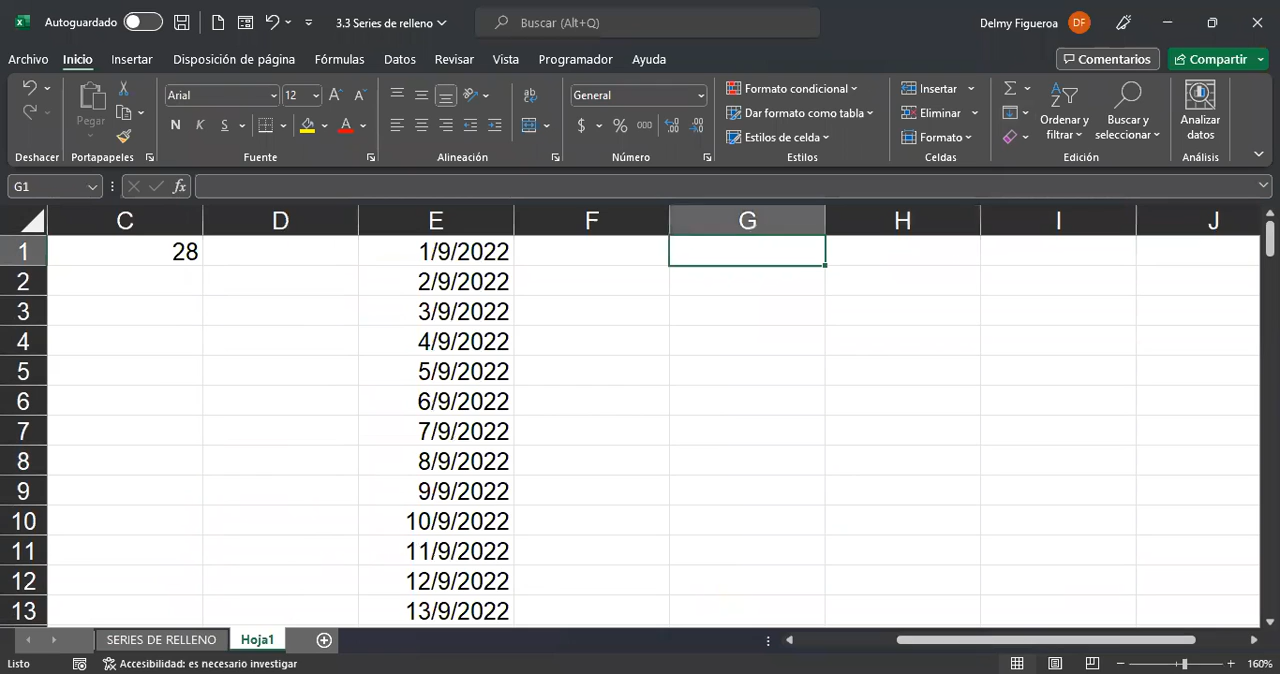 Autoguardado
3.3 Series de relleno
Buscar (Alt+Q)
Delmy Figueroa
DF
Archivo Inicio Insertar Disposición de página Fórmulas Datos Revisar Vista Programador Ayuda
Comentarios
Compartir
Deshacer
Pegar
Portapapeles
Arial
12
N K S
Fuente
Alineación
General
$ % 000
Número
Formato condicional
Dar formato como tabla
Estilos de celda
Estilos
Insertar
Eliminar
Formato
Celdas
Ordenar y
filtrar
Buscar y
seleccionar
Edición
Analizar
datos
Análisis
G1
fx
C D E F G H I J
1 28 1/9/2022
2 2/9/2022
3 3/9/2022
4 4/9/2022
5 5/9/2022
6 6/9/2022
7 7/9/2022
8 8/9/2022
9 9/9/2022
10 10/9/2022
11 11/9/2022
12 12/9/2022
13 13/9/2022
SERIES DE RELLENO
Hoja1
Listo
Accesibilidad: es necesario investigar
160%